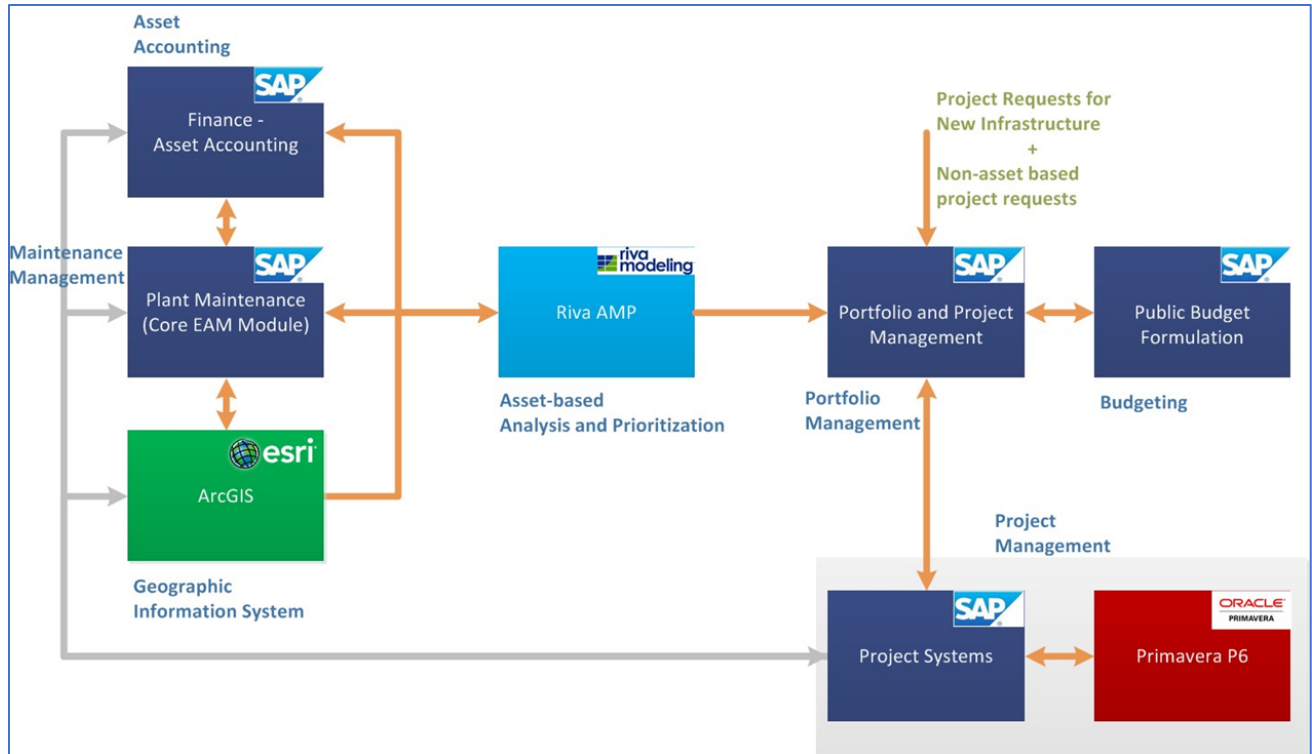 Asset
Accounting
SAP
Finance -
Asset Accounting
Project Requests for
New Infrastructure
+
Non-asset based
project requests
Maintenance
Management
SAP
Plant Maintenance
(Core EAM Module)
riva
modeling
Riva AMP
SAP
Portfolio and Project
Management
SAP
Public Budget
Formulation
Asset-based
Analysis and Prioritization
Portfolio
Management
Budgeting
esri
ArcGIS
Geographic
Information System
Project
Management
SAP
Project Systems
ORACLE
PRIMAVERA
Primavera P6